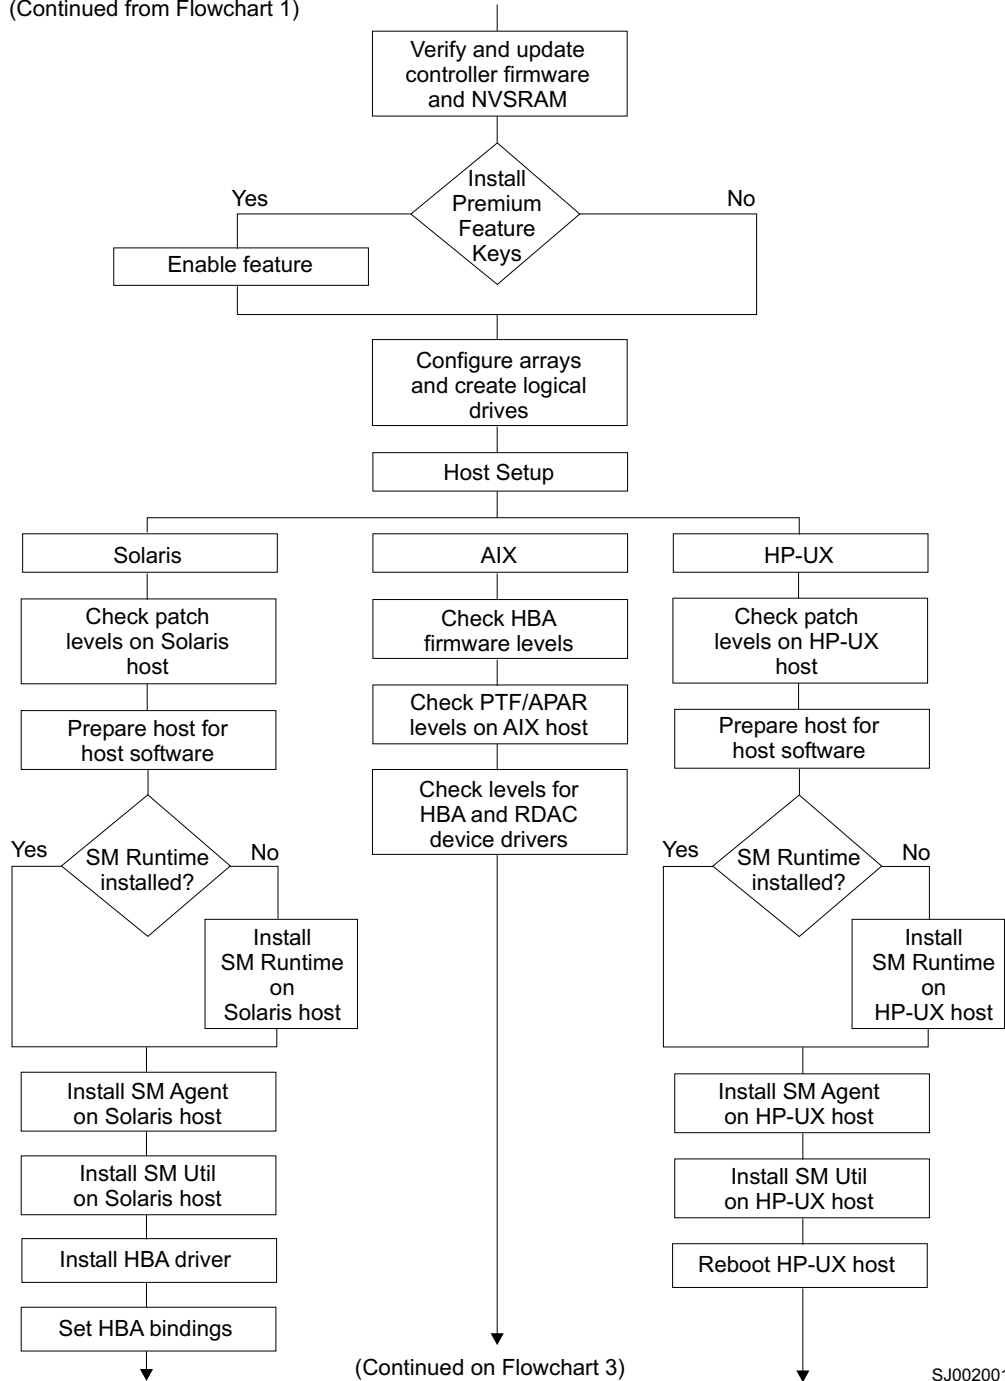 (Continued from Flowchart 1)
Verify and update
controller firmware
and NVSRAM
Install
Premium
Feature
Keys
Yes
No
Enable feature
Configure arrays
and create logical
drives
Host Setup
Solaris
AIX
HP-UX
Check patch
levels on Solaris
host
Check HBA
firmware levels
Check patch
levels on HP-UX
host
Prepare host for
host software
Check PTF/APAR
levels on AIX host
Prepare host for
host software
Check levels for
HBA and RDAC
device drivers
Yes
SM Runtime
installed?
No
Yes
SM Runtime
installed?
No
Install
SM Runtime
on
Solaris host
Install
SM Runtime
on
HP-UX host
Install SM Agent
on Solaris host
Install SM Agent
on HP-UX host
Install SM Util
on Solaris host
Install SM Util
on HP-UX host
Install HBA driver
Reboot HP-UX host
Set HBA bindings
(Continued on Flowchart 3)
SJ002001